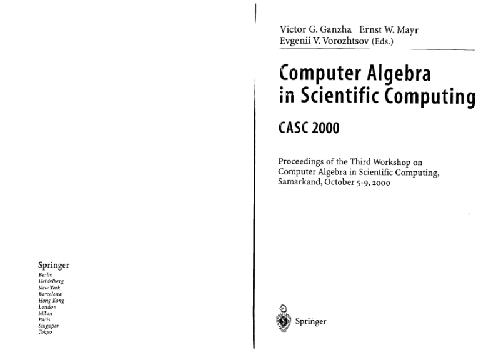 Springer
Berlin
Heidelberg
New York
Barcelona
Hong Kong
London
Milan
Paris
Singapore
Tokyo
Victor G. Ganzha Ernst W. Mayr
Evgenii V. Vorozhtsov (Eds.)
Computer Algebra
in Scientific Computing
CASC 2000
Proceedings of the Third Workshop on
Computer Algebra in Scientific Computing,
Samarkand, October 5-9, 2000
Springer